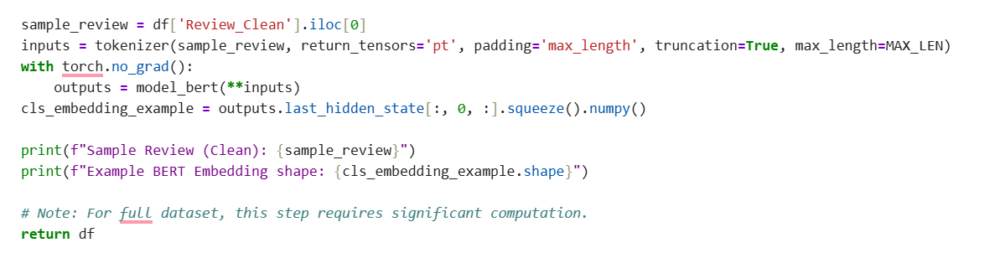 sample_review = df['Review_Clean'].iloc[0]
inputs = tokenizer(sample_review, return_tensors='pt', padding='max_length', truncation=True, max_length=MAX_LEN)
with torch.no_grad():
    outputs = model_bert(**inputs)
cls_embedding_example = outputs.last_hidden_state[:, 0, :].squeeze().numpy()

print(f"Sample Review (Clean): {sample_review}")
print(f"Example BERT Embedding shape: {cls_embedding_example.shape}")

# Note: For full dataset, this step requires significant computation.
return df